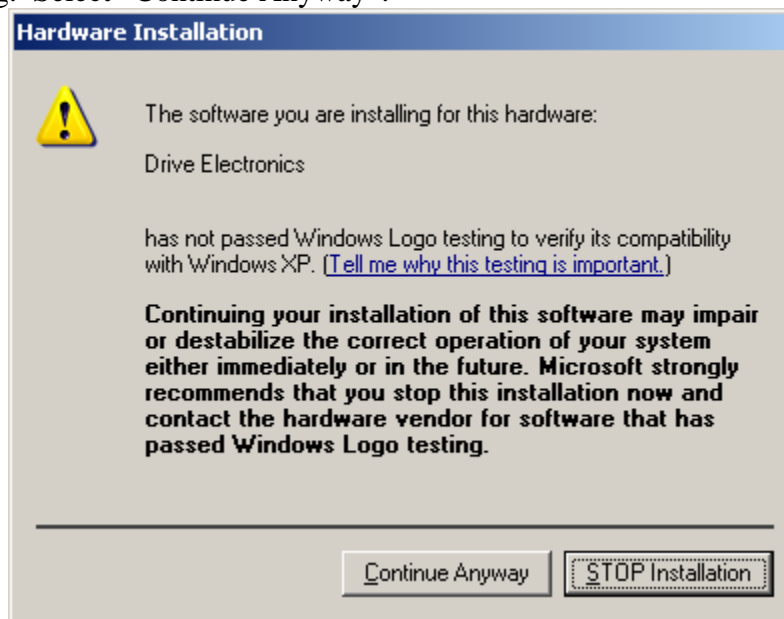 g. Select “Continue Anyway”.
Hardware Installation
The software you are installing for this hardware:
Drive Electronics
has not passed Windows Logo testing to verify its compatibility
with Windows XP. (Tell me why this testing is important.)
Continuing your installation of this software may impair
or destabilize the correct operation of your system
either immediately or in the future. Microsoft strongly
recommends that you stop this installation now and
contact the hardware vendor for software that has
passed Windows Logo testing.
Continue Anyway STOP Installation